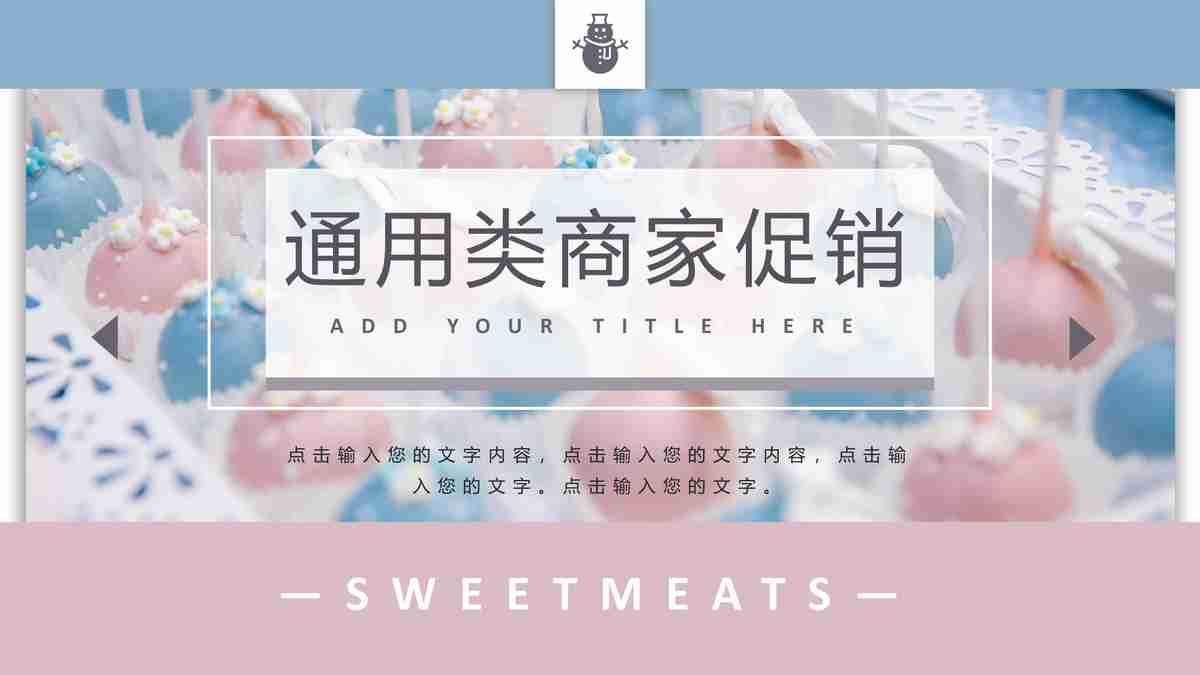 通用类商家促销
ADD YOUR TITLE HERE
点击输入您的文字内容，点击输入您的文字内容，点击输
入您的文字。点击输入您的文字。
— SWEETMEATS —